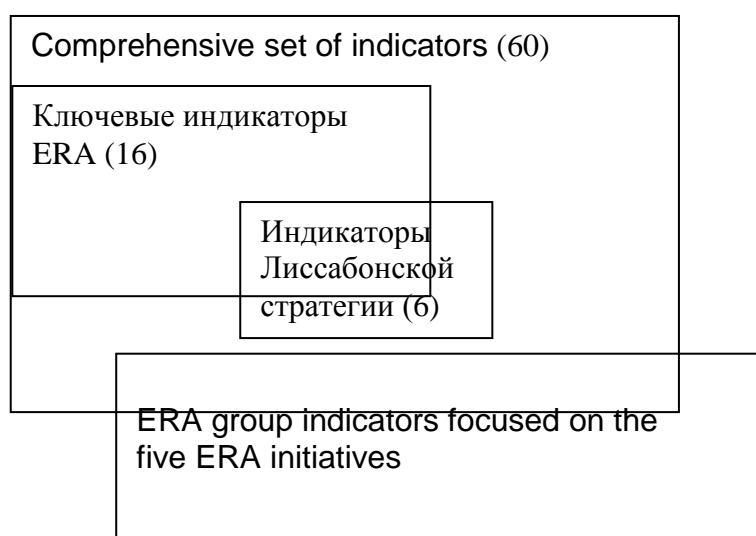 Comprehensive set of indicators (60)
Ключевые индикаторы
ERA (16)
Индикаторы
Лиссабонской
стратегии (6)
ERA group indicators focused on the
five ERA initiatives